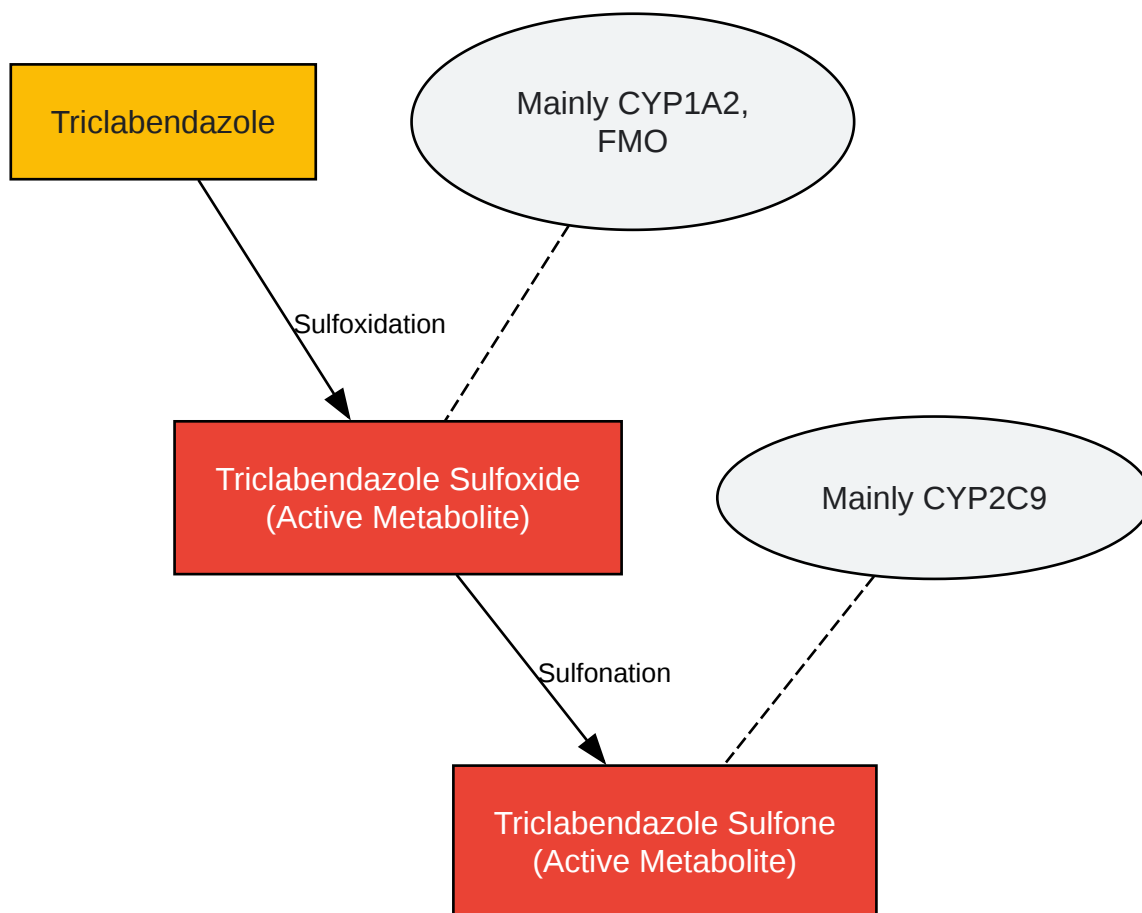 Triclabendazole
Mainly CYP1A2,
FMO
Sulfoxidation
Triclabendazole Sulfoxide
(Active Metabolite)
Mainly CYP2C9
Sulfonation
Triclabendazole Sulfone
(Active Metabolite)